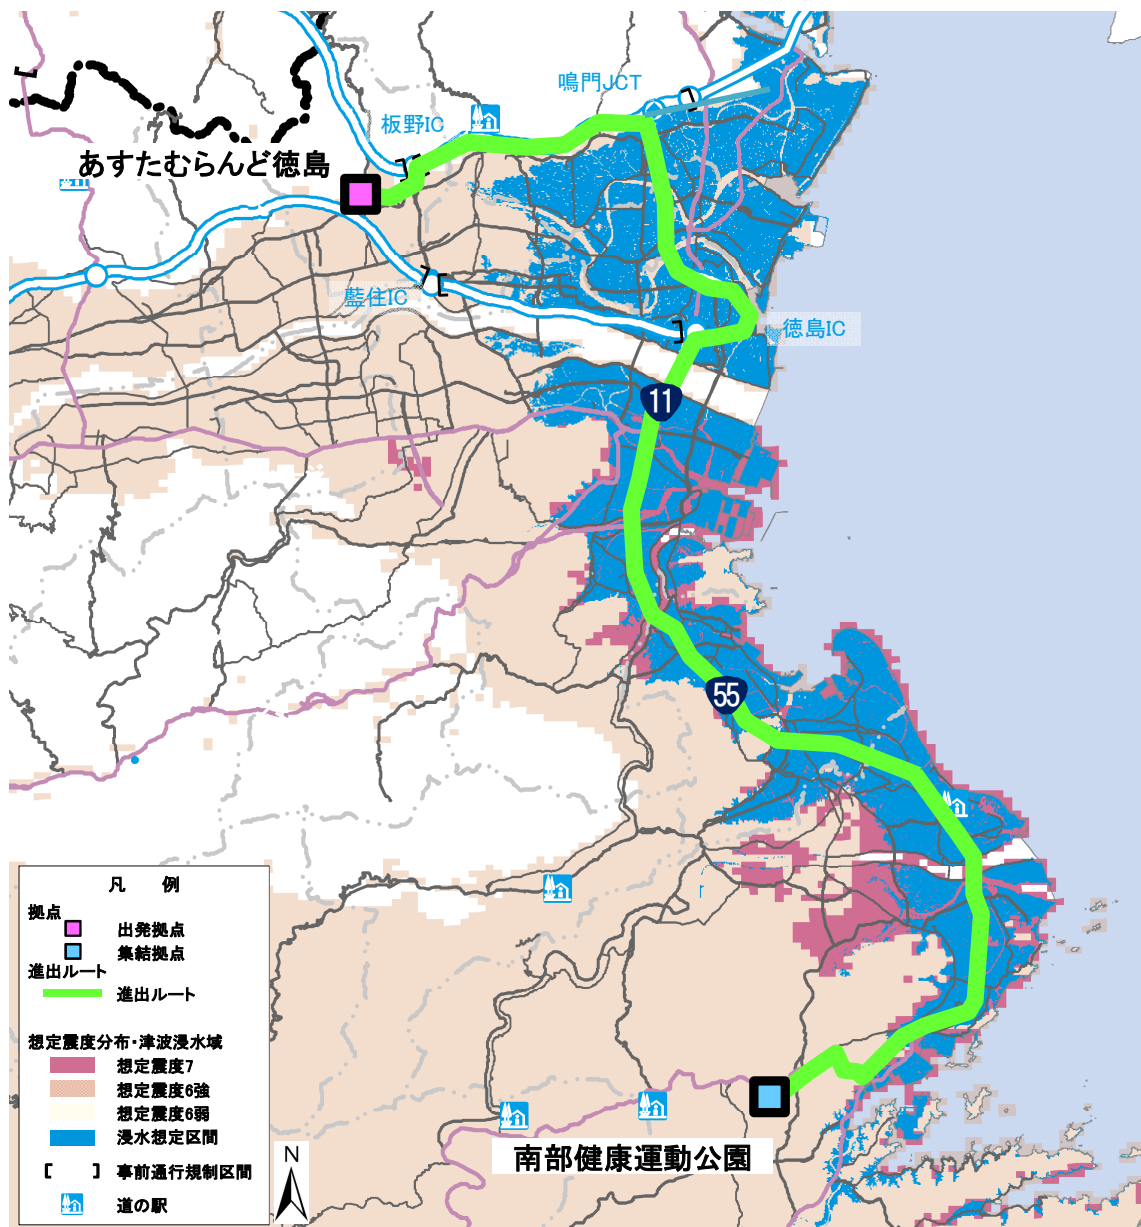 鳴門JCT
板野IC
あすたむらんど徳島
藍住IC
徳島IC
11
55
南部健康運動公園
凡 例
拠点
出発拠点
集結拠点
進出ルート
進出ルート
想定震度分布・津波浸水域
想定震度7
想定震度6強
想定震度6弱
浸水想定区間
[ ] 事前通行規制区間
道の駅
N